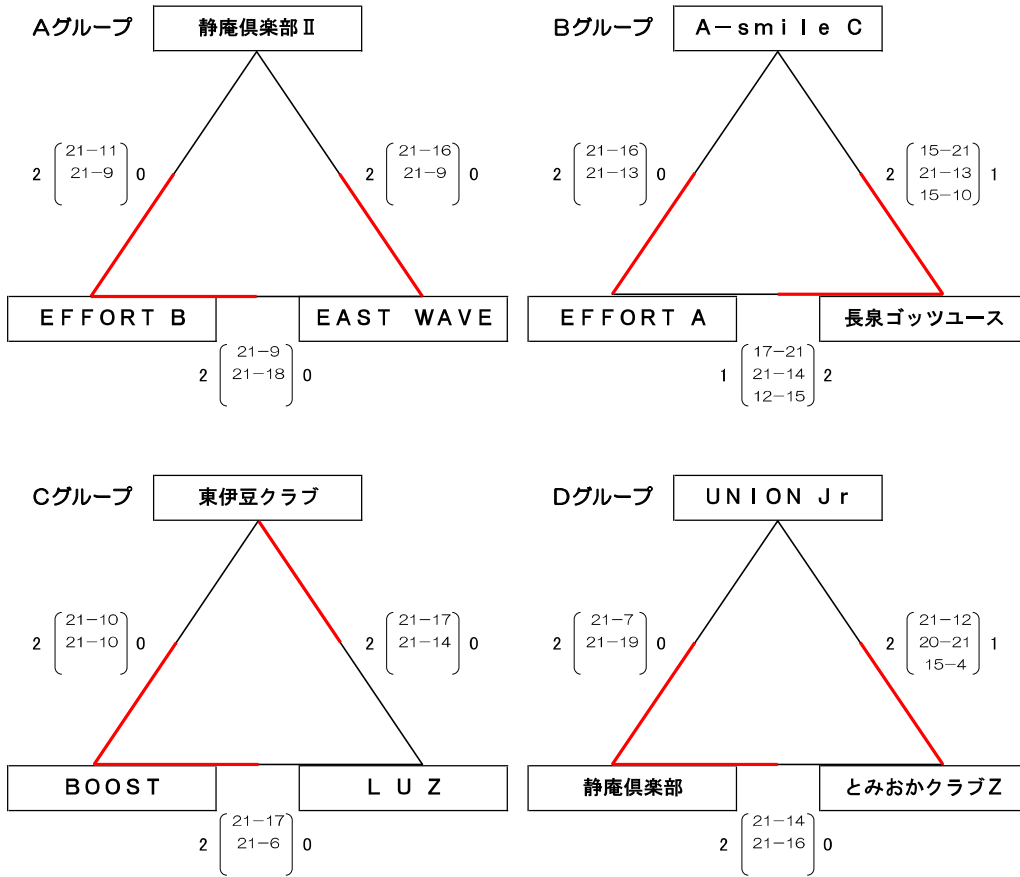 Aグループ 静庵倶楽部Ⅱ
2 21-11 0
21-9
2 21-16 0
21-9
EFFORT B
EAST WAVE
2 21-9 0
21-18
Bグループ A-smile C
2 21-16 0
21-13
15-21
2 21-13 1
15-10
EFFORT A
長泉ゴッツユース
17-21
1 21-14 2
12-15
Cグループ 東伊豆クラブ
21-10
2 21-10 0
21-17
2 21-14 0
BOOST
LUZ
21-17
2 21-6 0
Dグループ UNION Jr
21-7
2 21-19 0
21-12
2 20-21 1
15-4
静庵倶楽部
とみおかクラブZ
21-14
2 21-16 0